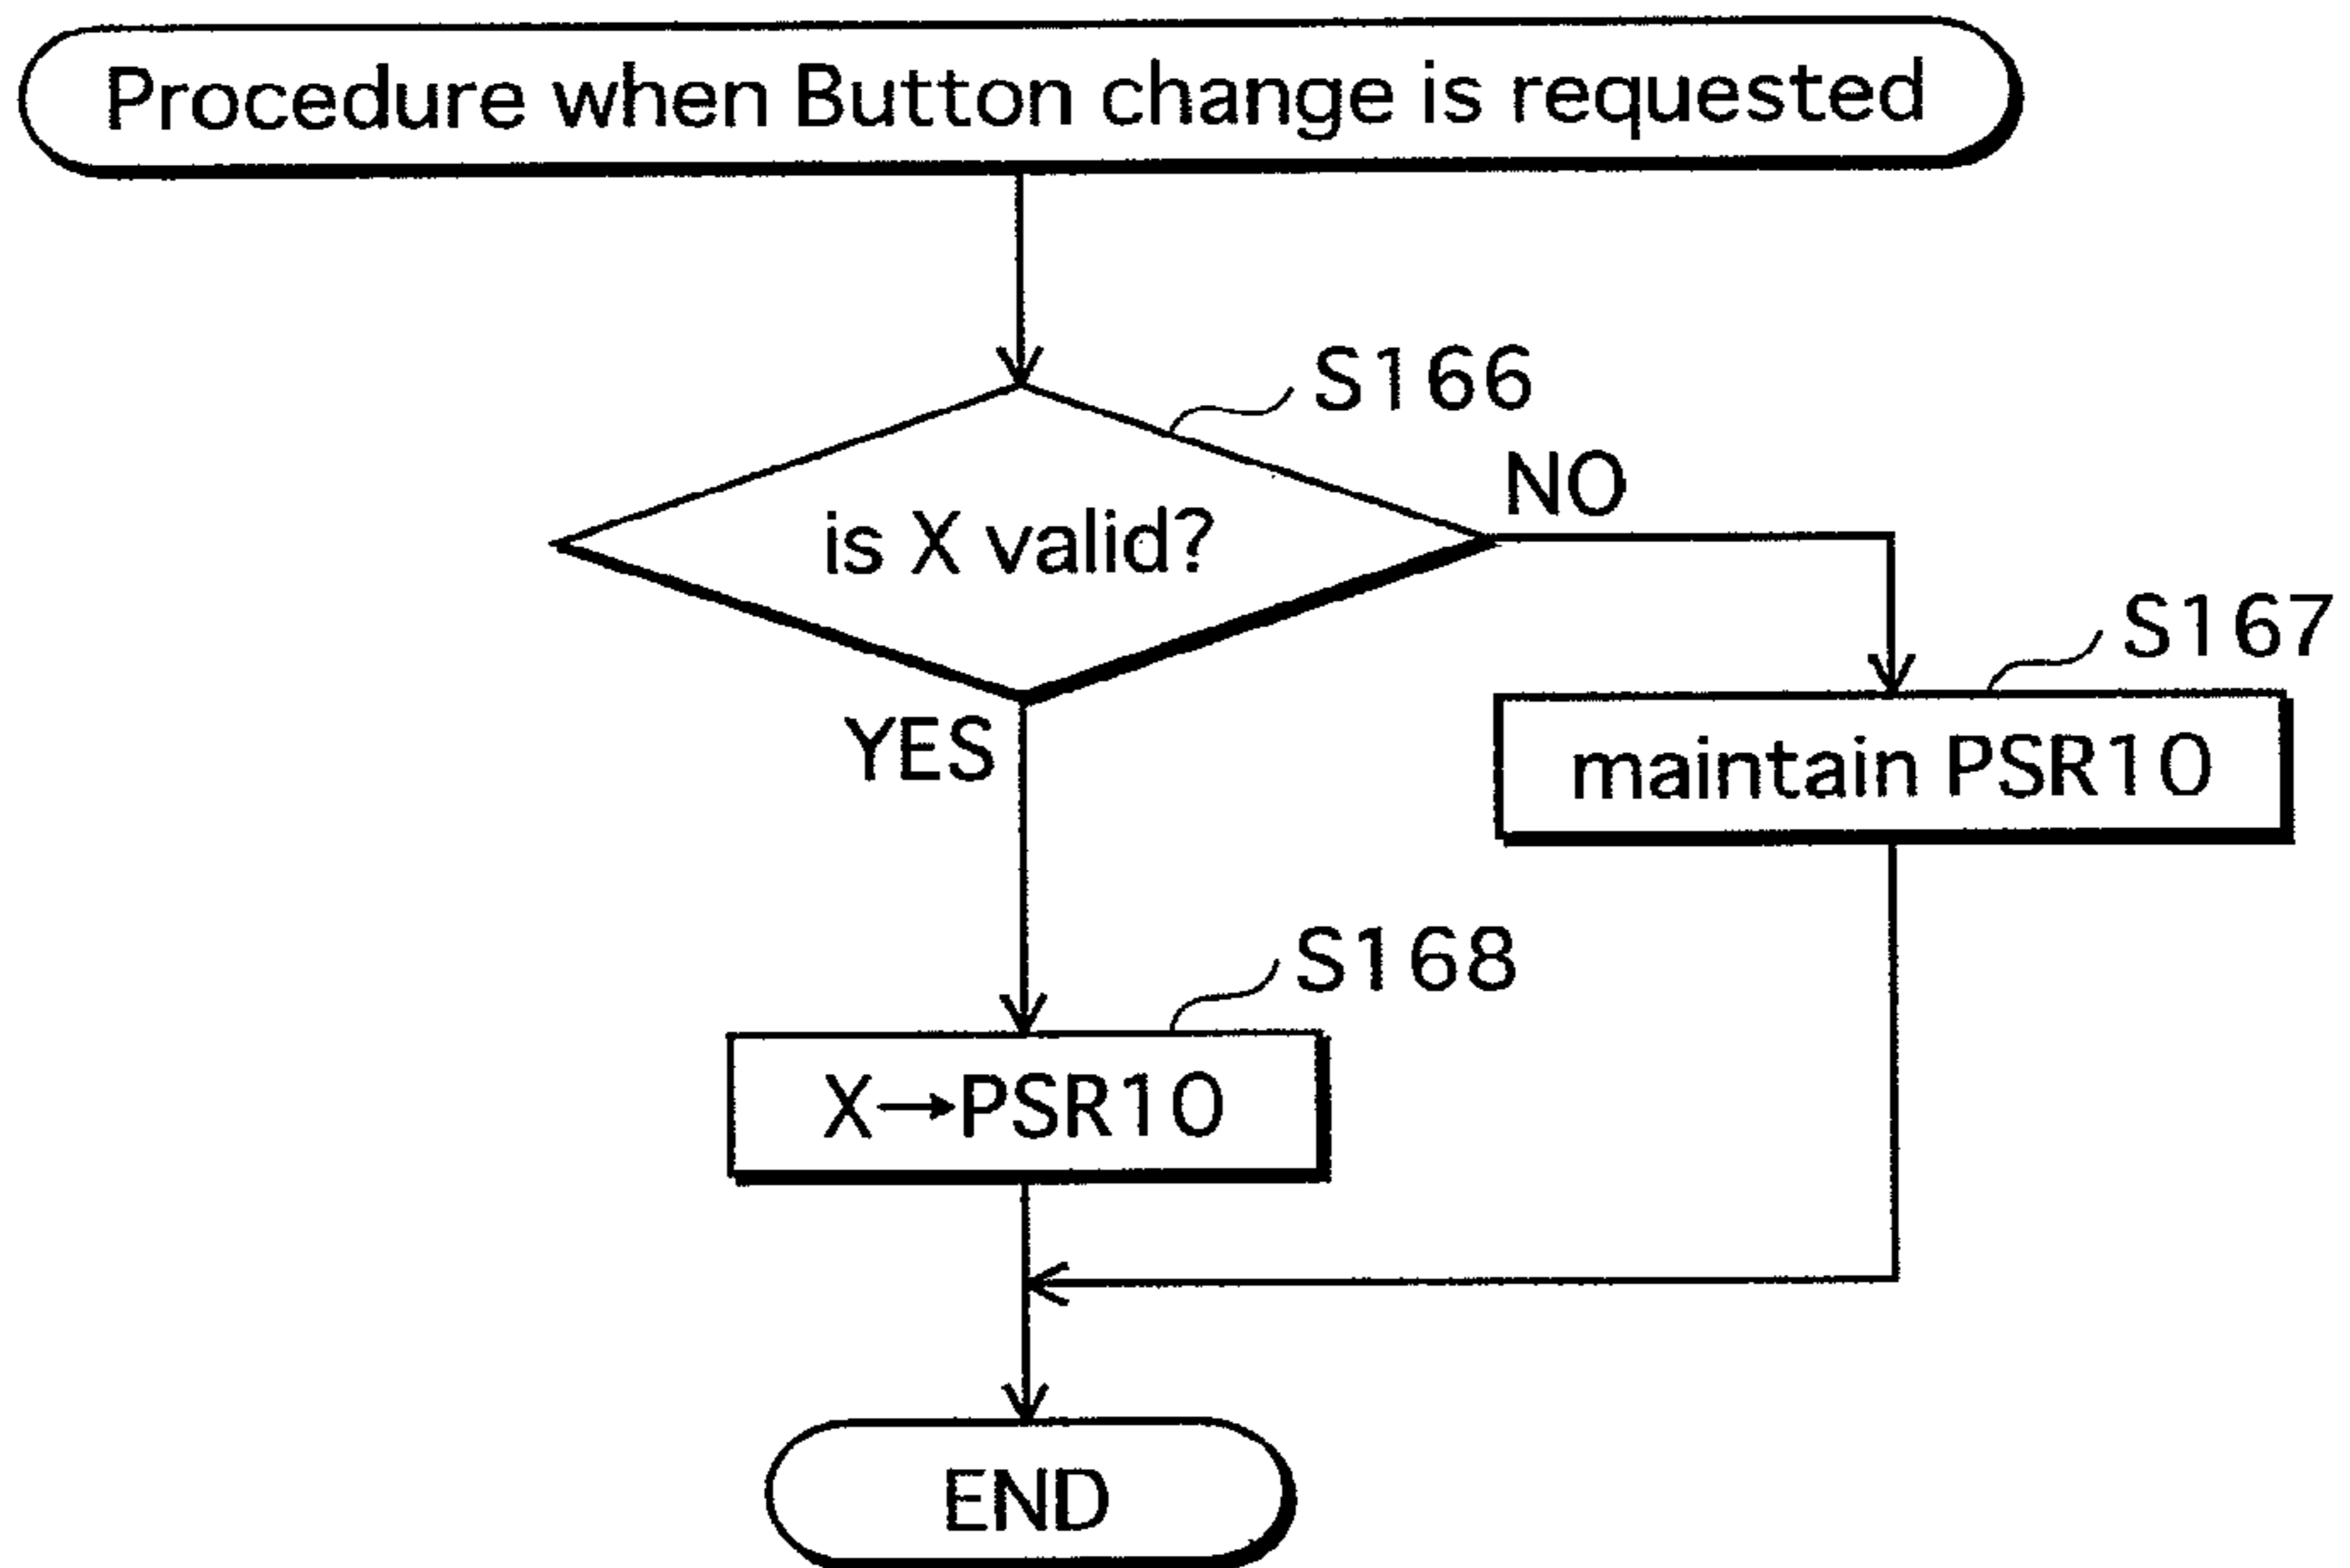 Procedure when Button change is requested
S166
NO
is X valid?
S167
YES
maintain PSR10
S168
X→PSR10
END